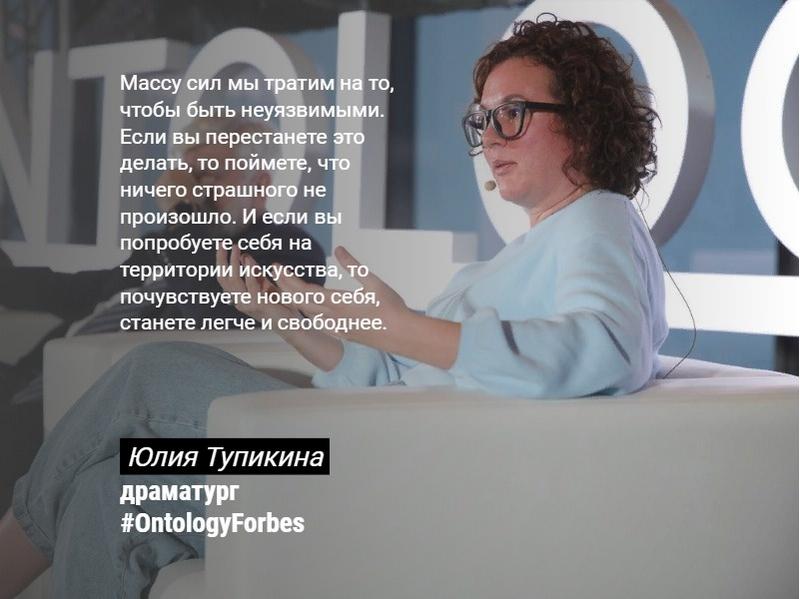 NTOLO
Массу сил мы тратим на то,
чтобы быть неуязвимыми.
Если вы перестанете это
делать, то поймете, что
ничего страшного не
произошло. И если вы
попробуете себя на
территории искусства, то
почувствуете нового себя,
станете легче и свободнее.
Юлия Тупикина
драматург
#OntologyForbes